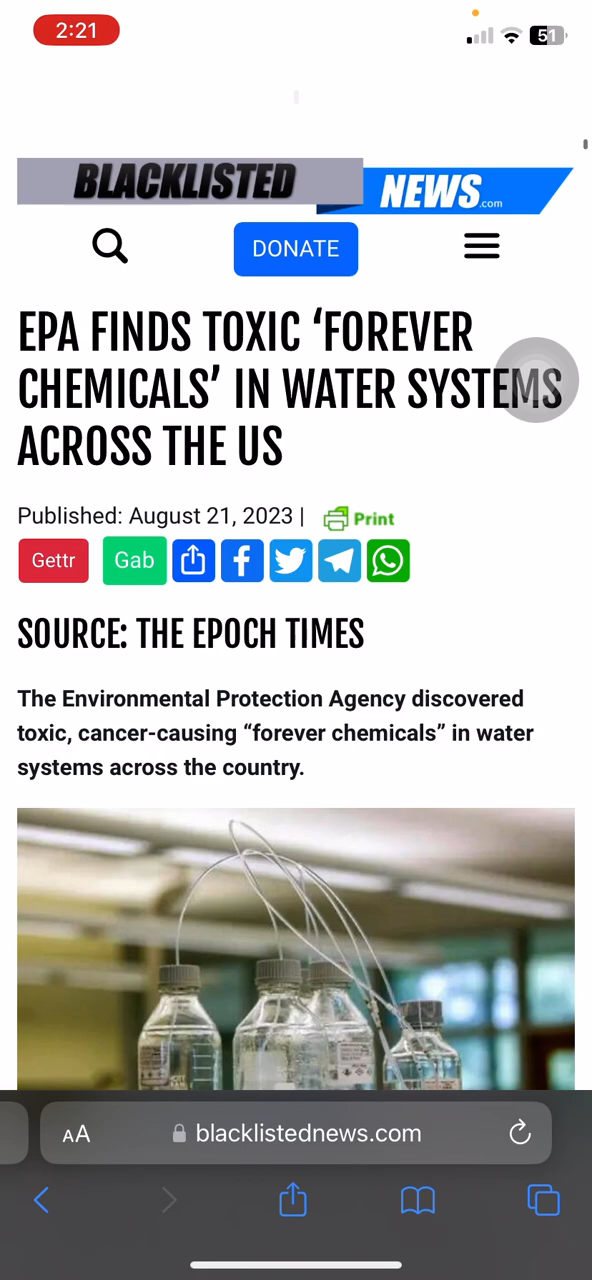 2:21
51
BLACKLISTED
NEWS.com
DONATE
EPA FINDS TOXIC ‘FOREVER
CHEMICALS’ IN WATER SYSTEMS
ACROSS THE US
Published: August 21, 2023 | Print
Gettr Gab
SOURCE: THE EPOCH TIMES
The Environmental Protection Agency discovered
toxic, cancer-causing “forever chemicals” in water
systems across the country.
AA blacklistednews.com